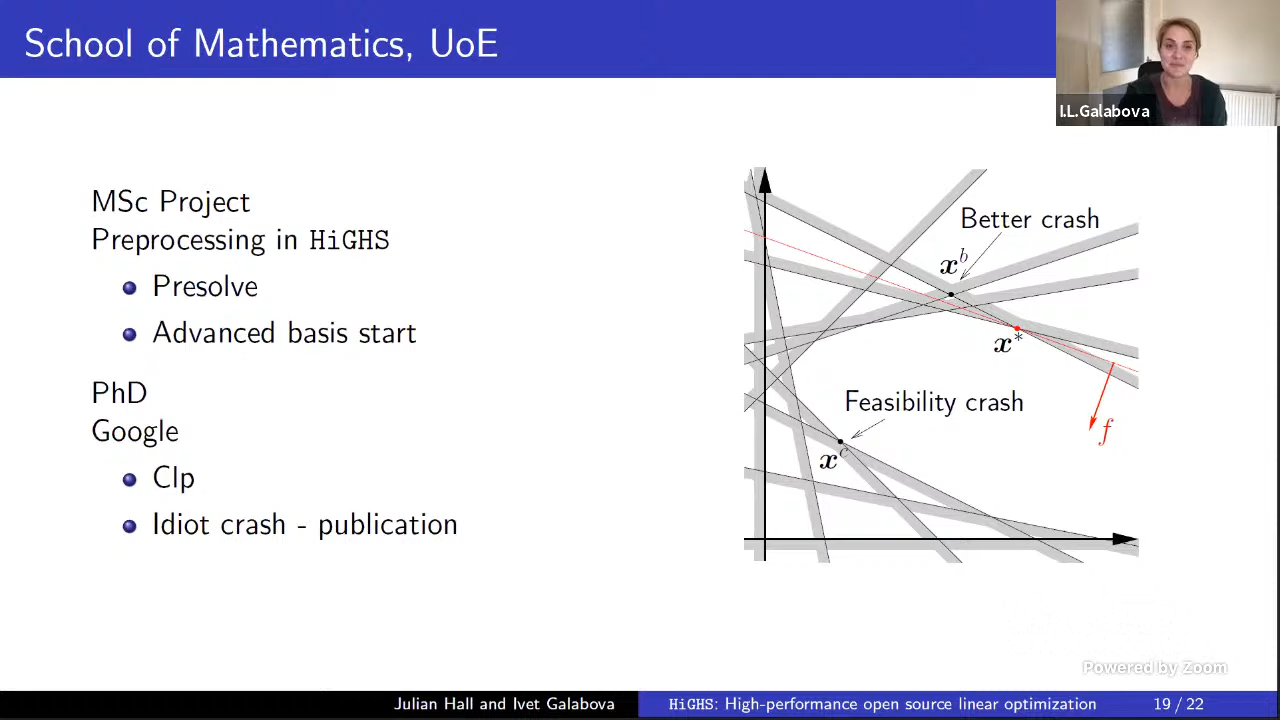 School of Mathematics, UoE
I.L.Galabova
MSc Project
Preprocessing in HiGHS
Presolve
Advanced basis start
PhD
Google
Clp
Idiot crash - publication
Better crash
x^b
x^*
Feasibility crash
x^c
f
Powered by Zoom
Julian Hall and Ivet Galabova
HiGHS: High-performance open source linear optimization
19 / 22